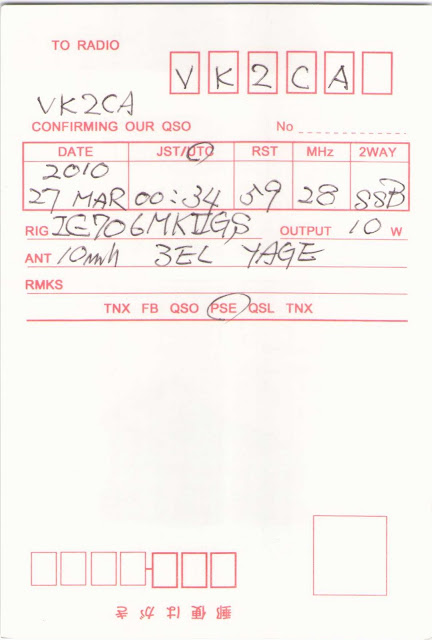 TO RADIO
VK2CA
VK2CA
CONFIRMING OUR QSO No
DATE JST/UTC RST MHz 2WAY
2010
27 MAR 00:34 59 28 SSB
RIG IC706MKIIGS OUTPUT 10 W
ANT 10mh 3EL YAGE
RMKS
TNX FB QSO PSE QSL TNX
郵便はがき